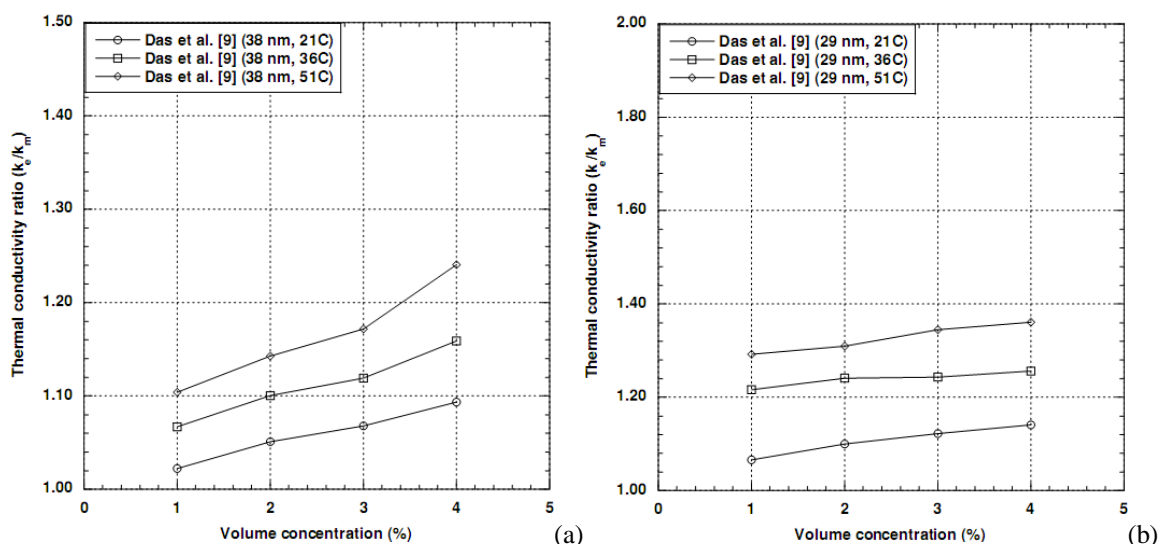 1.50
1.40
1.30
1.20
1.10
1.00
Thermal conductivity ratio (ke/km)
Das et al. [9] (38 nm, 21C)
Das et al. [9] (38 nm, 36C)
Das et al. [9] (38 nm, 51C)
0 1 2 3 4 5
Volume concentration (%)
(a)
2.00
1.80
1.60
1.40
1.20
1.00
Thermal conductivity ratio (ke/km)
Das et al. [9] (29 nm, 21C)
Das et al. [9] (29 nm, 36C)
Das et al. [9] (29 nm, 51C)
0 1 2 3 4 5
Volume concentration (%)
(b)